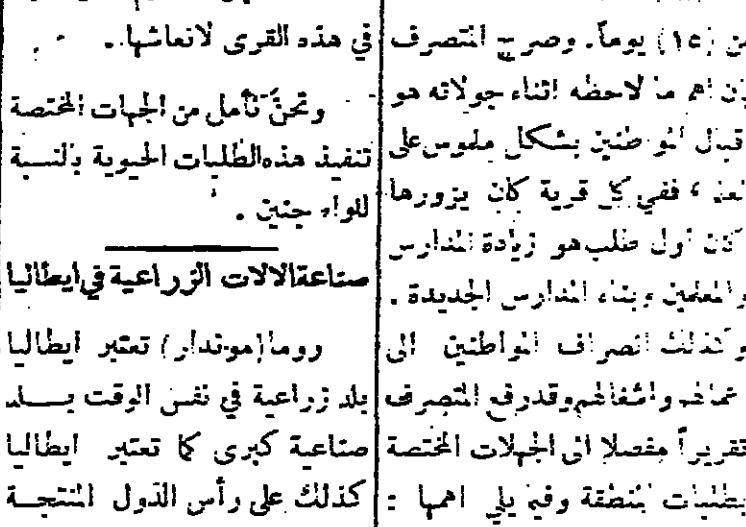 من (١٥) يوماً. وصرح المتصرف
إن اهم ما لاحظه اثناء جولاته هو
اقبال المواطنين بشكل ملموس على
العلم ، ففي كل قرية كان يزورها
كان أول طلب هو زيادة المدارس
والمعلمين وبناء المدارس الجديدة .
وكذلك انصراف المواطنين الى
اعمالهم واشغالهم وقد رفع المتصرف
تقريراً مفصلا الى الجهات المختصة
بطلبات المنطقة وفيما يلي اهمها :
في هذه القرى لانعاشها .
ونحن نأمل من الجهات المختصة
تنفيذ هذه الطلبات الحيوية بالنسبة
للواء جنين .
صناعة الالات الزراعية في ايطاليا
روما (موندار) تعتبر ايطاليا
بلد زراعية في نفس الوقت بلد
صناعية كبرى كما تعتبر ايطاليا
كذلك على رأس الدول المنتجة